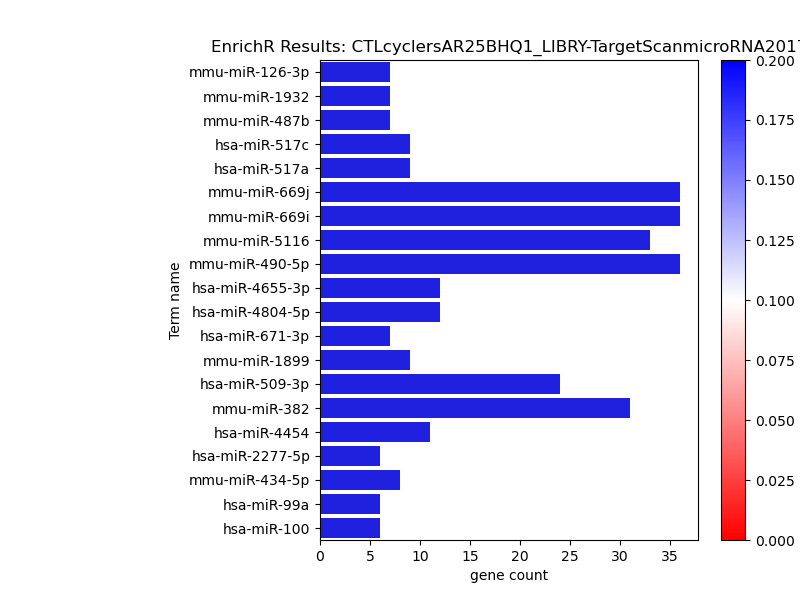 EnrichR Results: CTLcyclersAR25BHQ1_LIBRY-TargetScanmicroRNA2017
mmu-miR-126-3p
mmu-miR-1932
mmu-miR-487b
hsa-miR-517c
hsa-miR-517a
mmu-miR-669j
mmu-miR-669i
mmu-miR-5116
mmu-miR-490-5p
hsa-miR-4655-3p
hsa-miR-4804-5p
hsa-miR-671-3p
mmu-miR-1899
hsa-miR-509-3p
mmu-miR-382
hsa-miR-4454
hsa-miR-2277-5p
mmu-miR-434-5p
hsa-miR-99a
hsa-miR-100
Term name
0 5 10 15 20 25 30 35
gene count
0.200
0.175
0.150
0.125
0.100
0.075
0.050
0.025
0.000